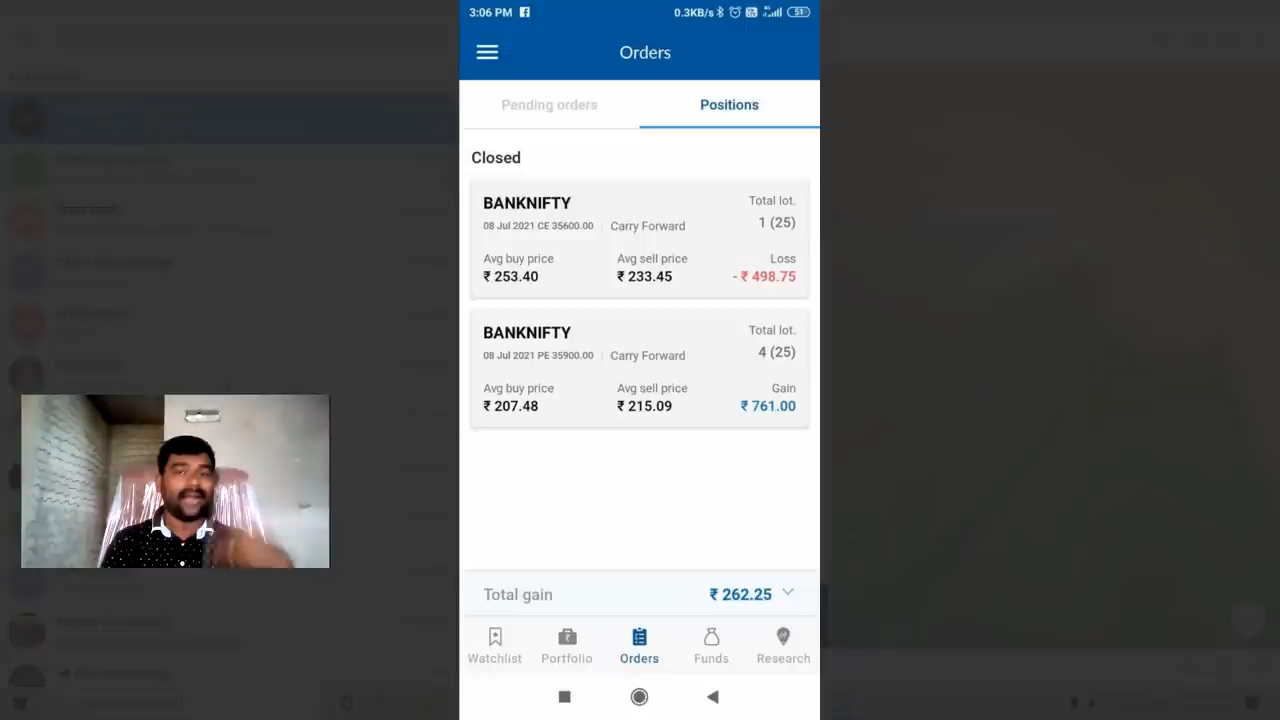 3:06 PM
0.3KB/s
51
Orders
Pending orders
Positions
Closed
BANKNIFTY
Total lot.
08 Jul 2021 CE 35600.00 | Carry Forward
1 (25)
Avg buy price
Avg sell price
Loss
₹ 253.40
₹ 233.45
- ₹ 498.75
BANKNIFTY
Total lot.
08 Jul 2021 PE 35900.00 | Carry Forward
4 (25)
Avg buy price
Avg sell price
Gain
₹ 207.48
₹ 215.09
₹ 761.00
Total gain
₹ 262.25
Watchlist
Portfolio
Orders
Funds
Research